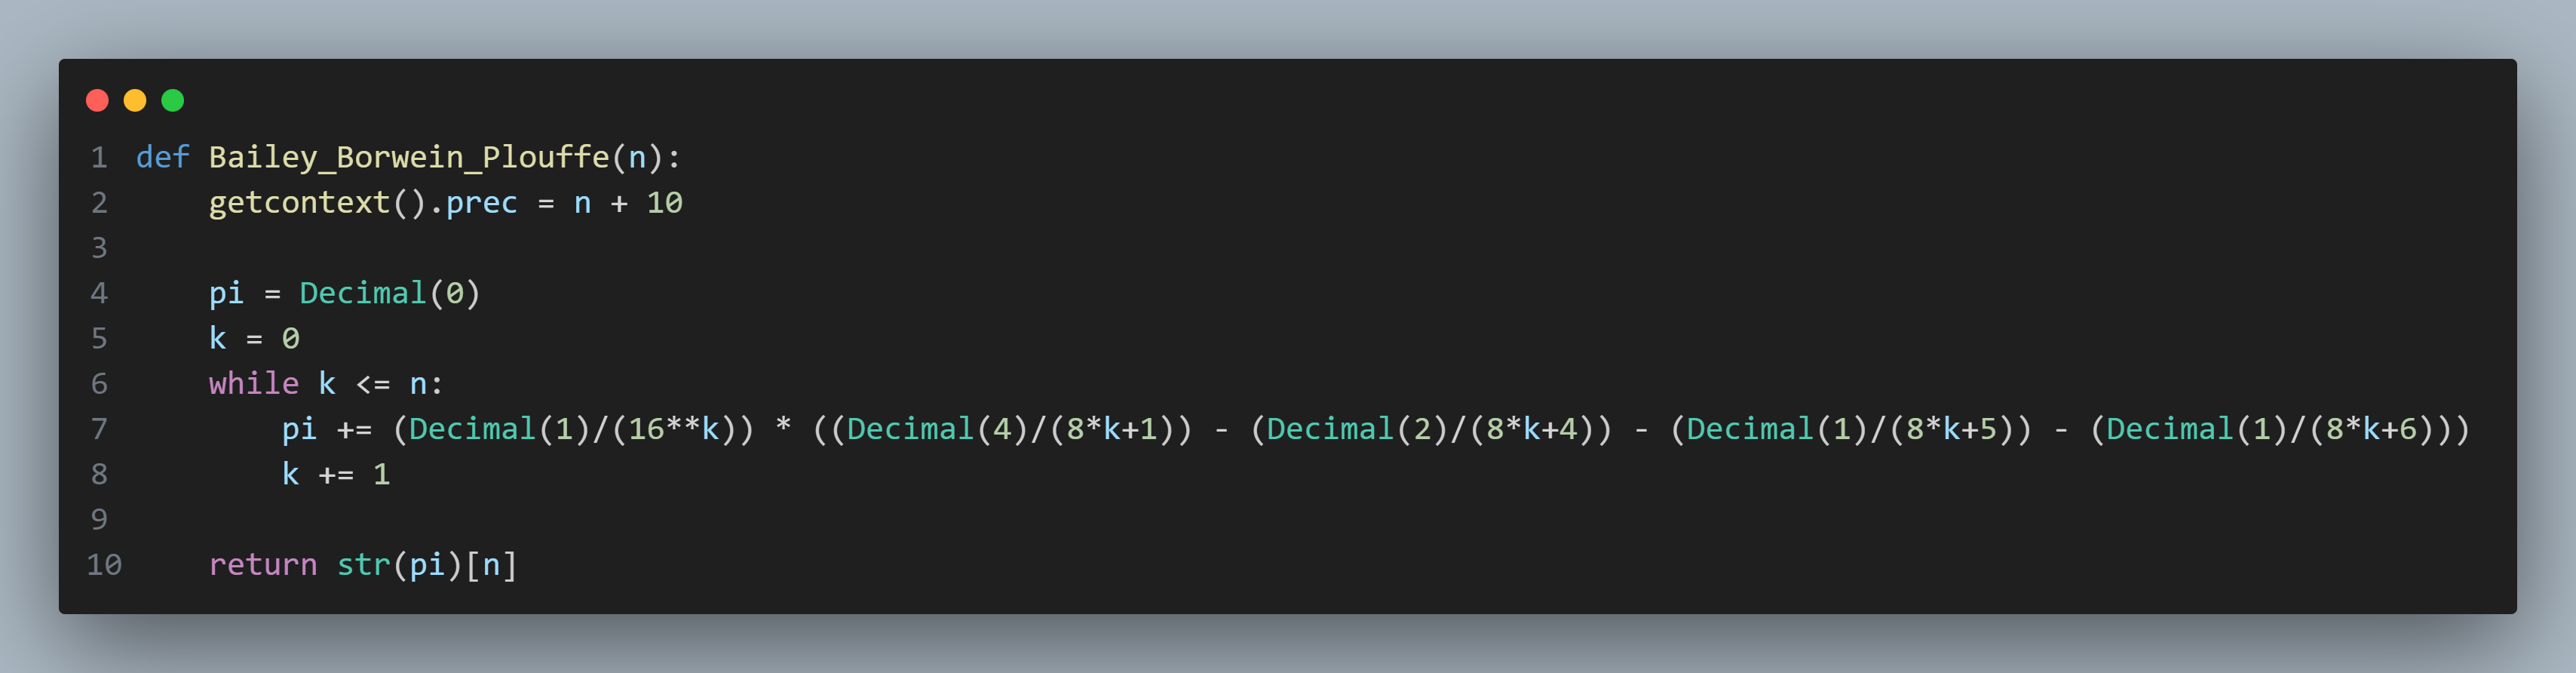 1 def Bailey_Borwein_Plouffe(n):
2     getcontext().prec = n + 10
3
4     pi = Decimal(0)
5     k = 0
6     while k <= n:
7         pi += (Decimal(1)/(16**k)) * ((Decimal(4)/(8*k+1)) - (Decimal(2)/(8*k+4)) - (Decimal(1)/(8*k+5)) - (Decimal(1)/(8*k+6)))
8         k += 1
9
10     return str(pi)[n]